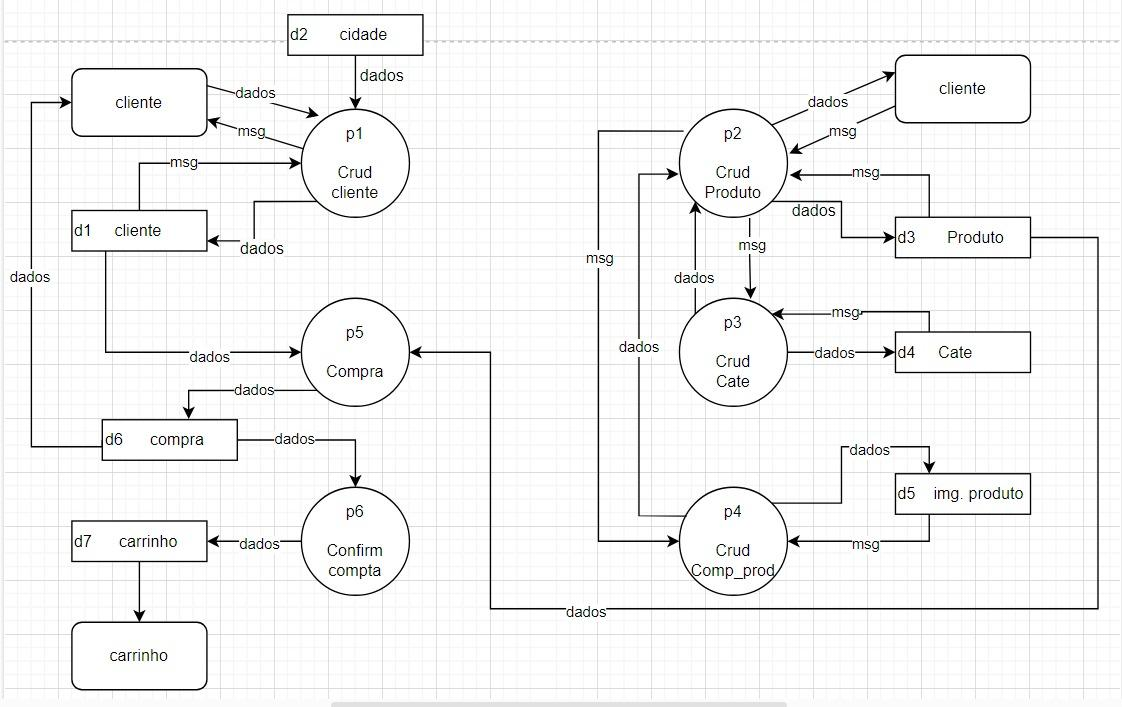 d2 cidade
dados
cliente
dados
msg
p1
Crud
cliente
msg
d1 cliente
dados
dados
p5
Compra
dados
dados
d6 compra
dados
p6
Confirm
compta
d7 carrinho
dados
carrinho
cliente
dados
msg
p2
Crud
Produto
msg
dados
d3 Produto
msg
msg
dados
p3
Crud
Cate
msg
dados
d4 Cate
dados
dados
d5 img. produto
p4
Crud
Comp_prod
msg
dados